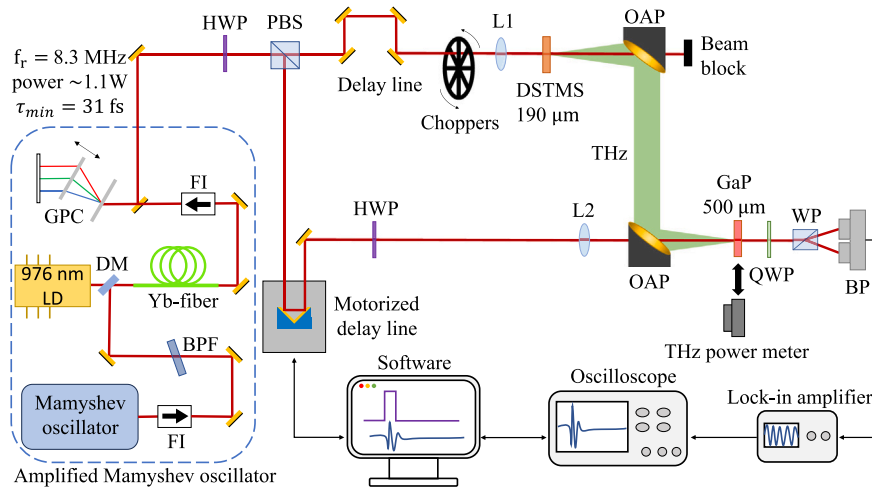 HWP
PBS
OAP
L1
Beam
block
f_r = 8.3 MHz
power ~1.1W
τ_min = 31 fs
Delay line
DSTMS
190 μm
Choppers
THz
GPC
FI
HWP
L2
GaP
500 μm
WP
976 nm
LD
DM
Yb-fiber
OAP
QWP
BP
Motorized
delay line
THz power meter
BPF
Software
Oscilloscope
Lock-in amplifier
Mamyshev
oscillator
FI
Amplified Mamyshev oscillator